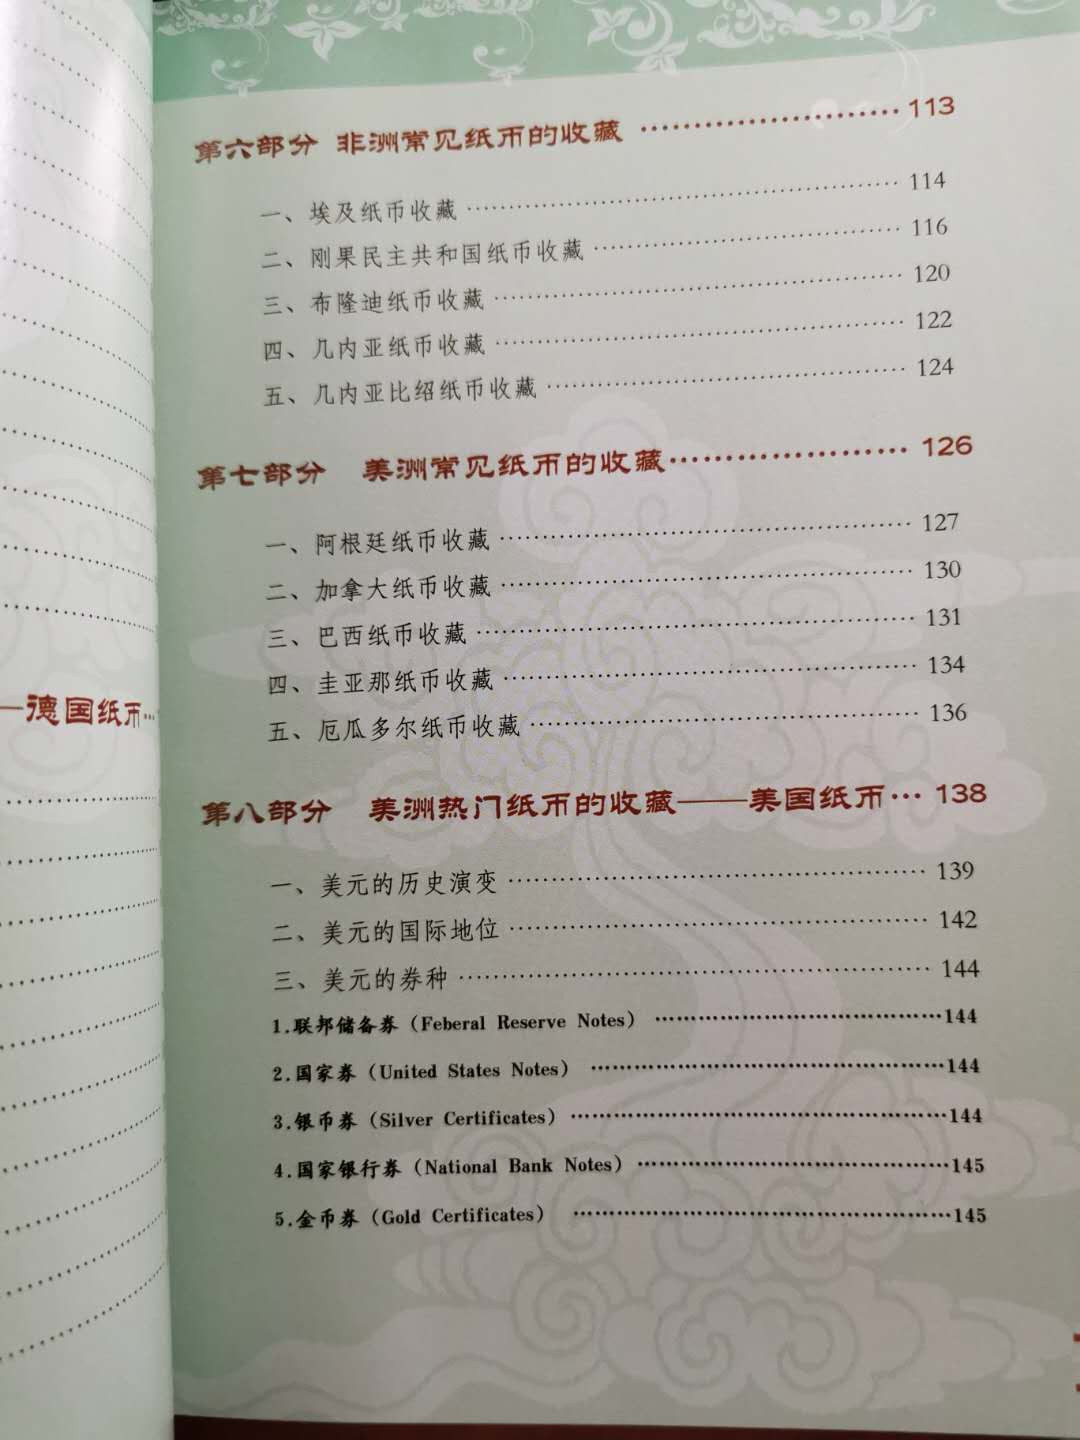 第六部分 非洲常见纸币的收藏 ························ 113
一、埃及纸币收藏 ························ 114
二、刚果民主共和国纸币收藏 ························ 116
三、布隆迪纸币收藏 ························ 120
四、几内亚纸币收藏 ························ 122
五、几内亚比绍纸币收藏 ························ 124
第七部分 美洲常见纸币的收藏 ························ 126
一、阿根廷纸币收藏 ························ 127
二、加拿大纸币收藏 ························ 130
三、巴西纸币收藏 ························ 131
四、圭亚那纸币收藏 ························ 134
五、厄瓜多尔纸币收藏 ························ 136
—德国纸币…
第八部分 美洲热门纸币的收藏——美国纸币… 138
一、美元的历史演变 ························ 139
二、美元的国际地位 ························ 142
三、美元的券种 ························ 144
1.联邦储备券（Feberal Reserve Notes） ························ 144
2.国家券（United States Notes） ························ 144
3.银币券（Silver Certificates） ························ 144
4.国家银行券（National Bank Notes） ························ 145
5.金币券（Gold Certificates） ························ 145